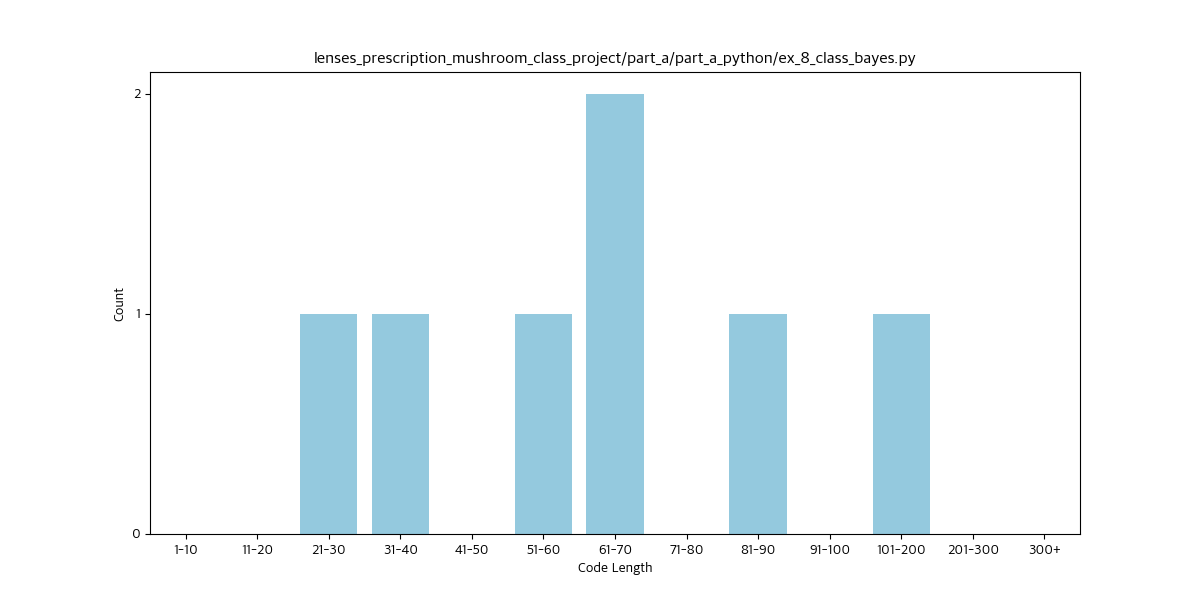 lenses_prescription_mushroom_class_project/part_a/part_a_python/ex_8_class_bayes.py
2
1
0
Count
1-10 11-20 21-30 31-40 41-50 51-60 61-70 71-80 81-90 91-100 101-200 201-300 300+
Code Length